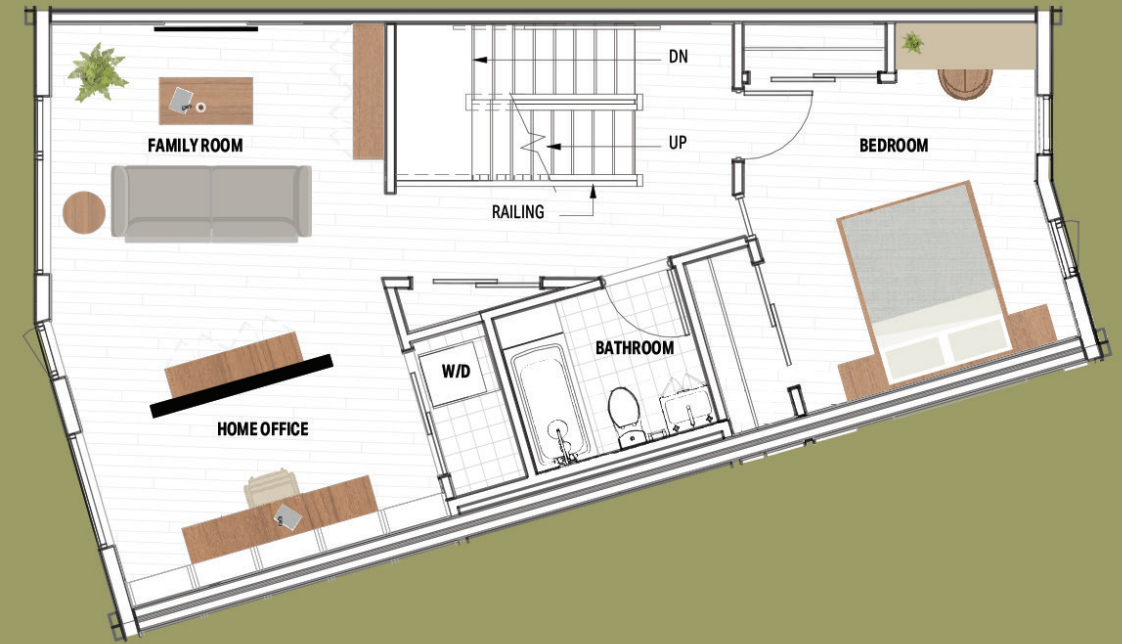 DN
FAMILY ROOM
UP
BEDROOM
RAILING
BATHROOM
W/D
HOME OFFICE